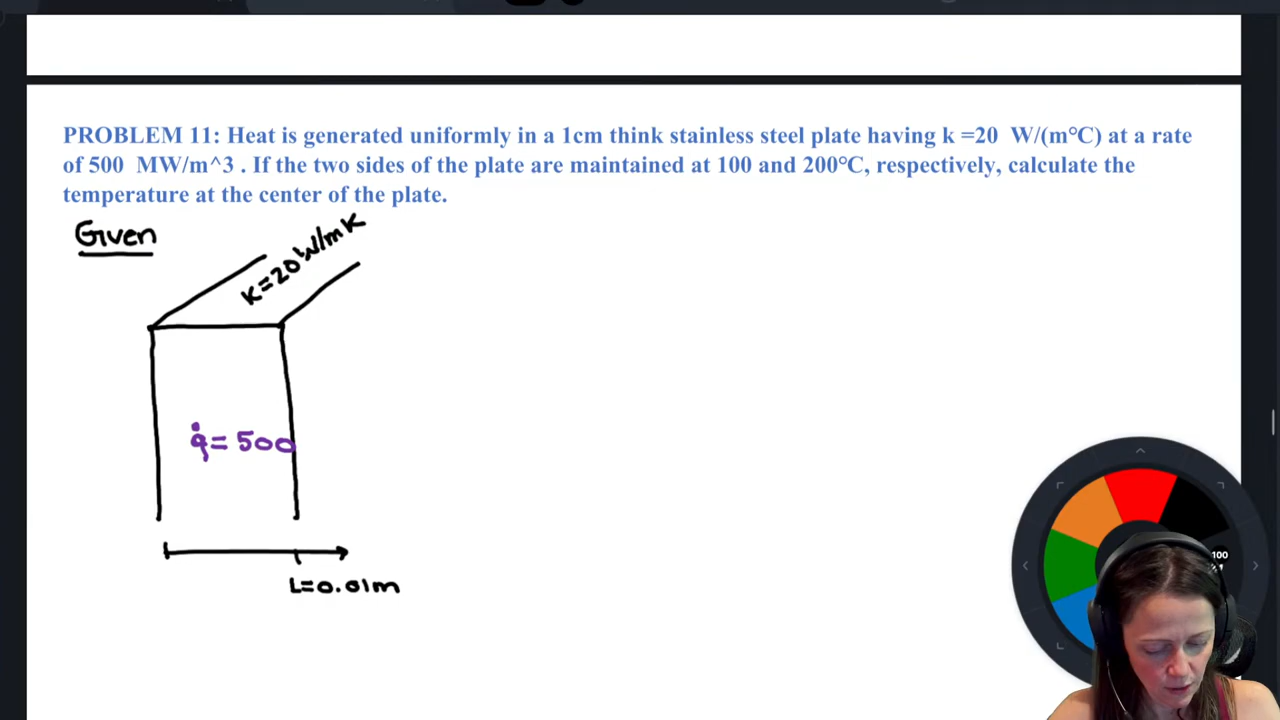 PROBLEM 11: Heat is generated uniformly in a 1cm think stainless steel plate having k =20 W/(m°C) at a rate
of 500 MW/m^3 . If the two sides of the plate are maintained at 100 and 200°C, respectively, calculate the
temperature at the center of the plate.
Given
K=20W/mK
q̇= 500
L=0.01m
100